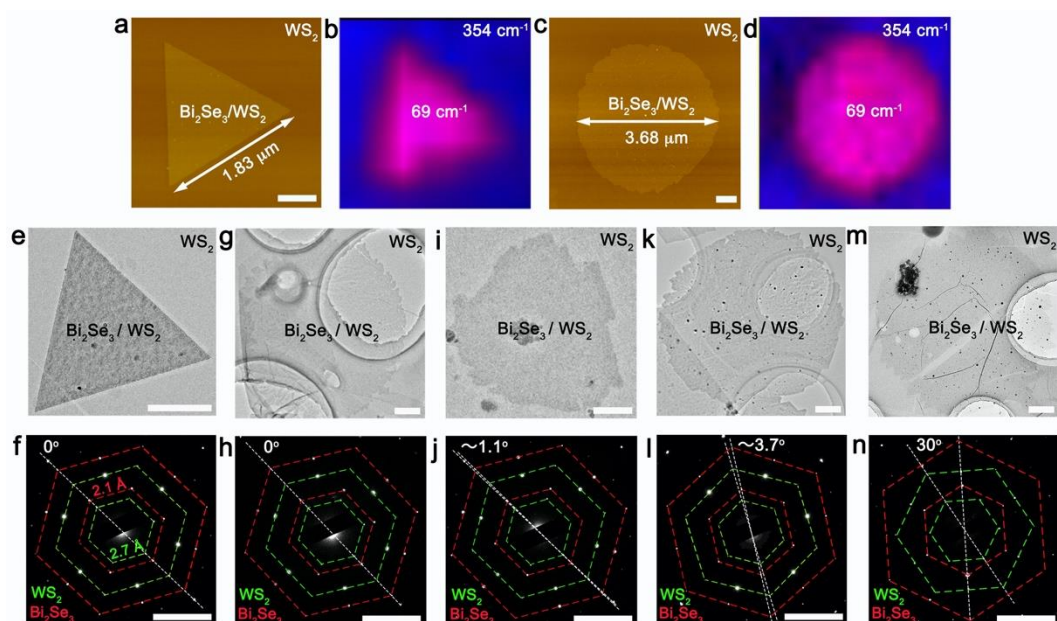 a
WS₂
Bi₂Se₃/WS₂
1.83 μm
b
354 cm⁻¹
69 cm⁻¹
c
WS₂
Bi₂Se₃/WS₂
3.68 μm
d
354 cm⁻¹
69 cm⁻¹
e
WS₂
Bi₂Se₃ / WS₂
g
WS₂
Bi₂Se₃ / WS₂
i
WS₂
Bi₂Se₃ / WS₂
k
WS₂
Bi₂Se₃ / WS₂
m
WS₂
Bi₂Se₃ / WS₂
f
0°
2.1 Å
2.7 Å
WS₂
Bi₂Se₃
h
0°
WS₂
Bi₂Se₃
j
~1.1°
WS₂
Bi₂Se₃
l
~3.7°
WS₂
Bi₂Se₃
n
30°
WS₂
Bi₂Se₃